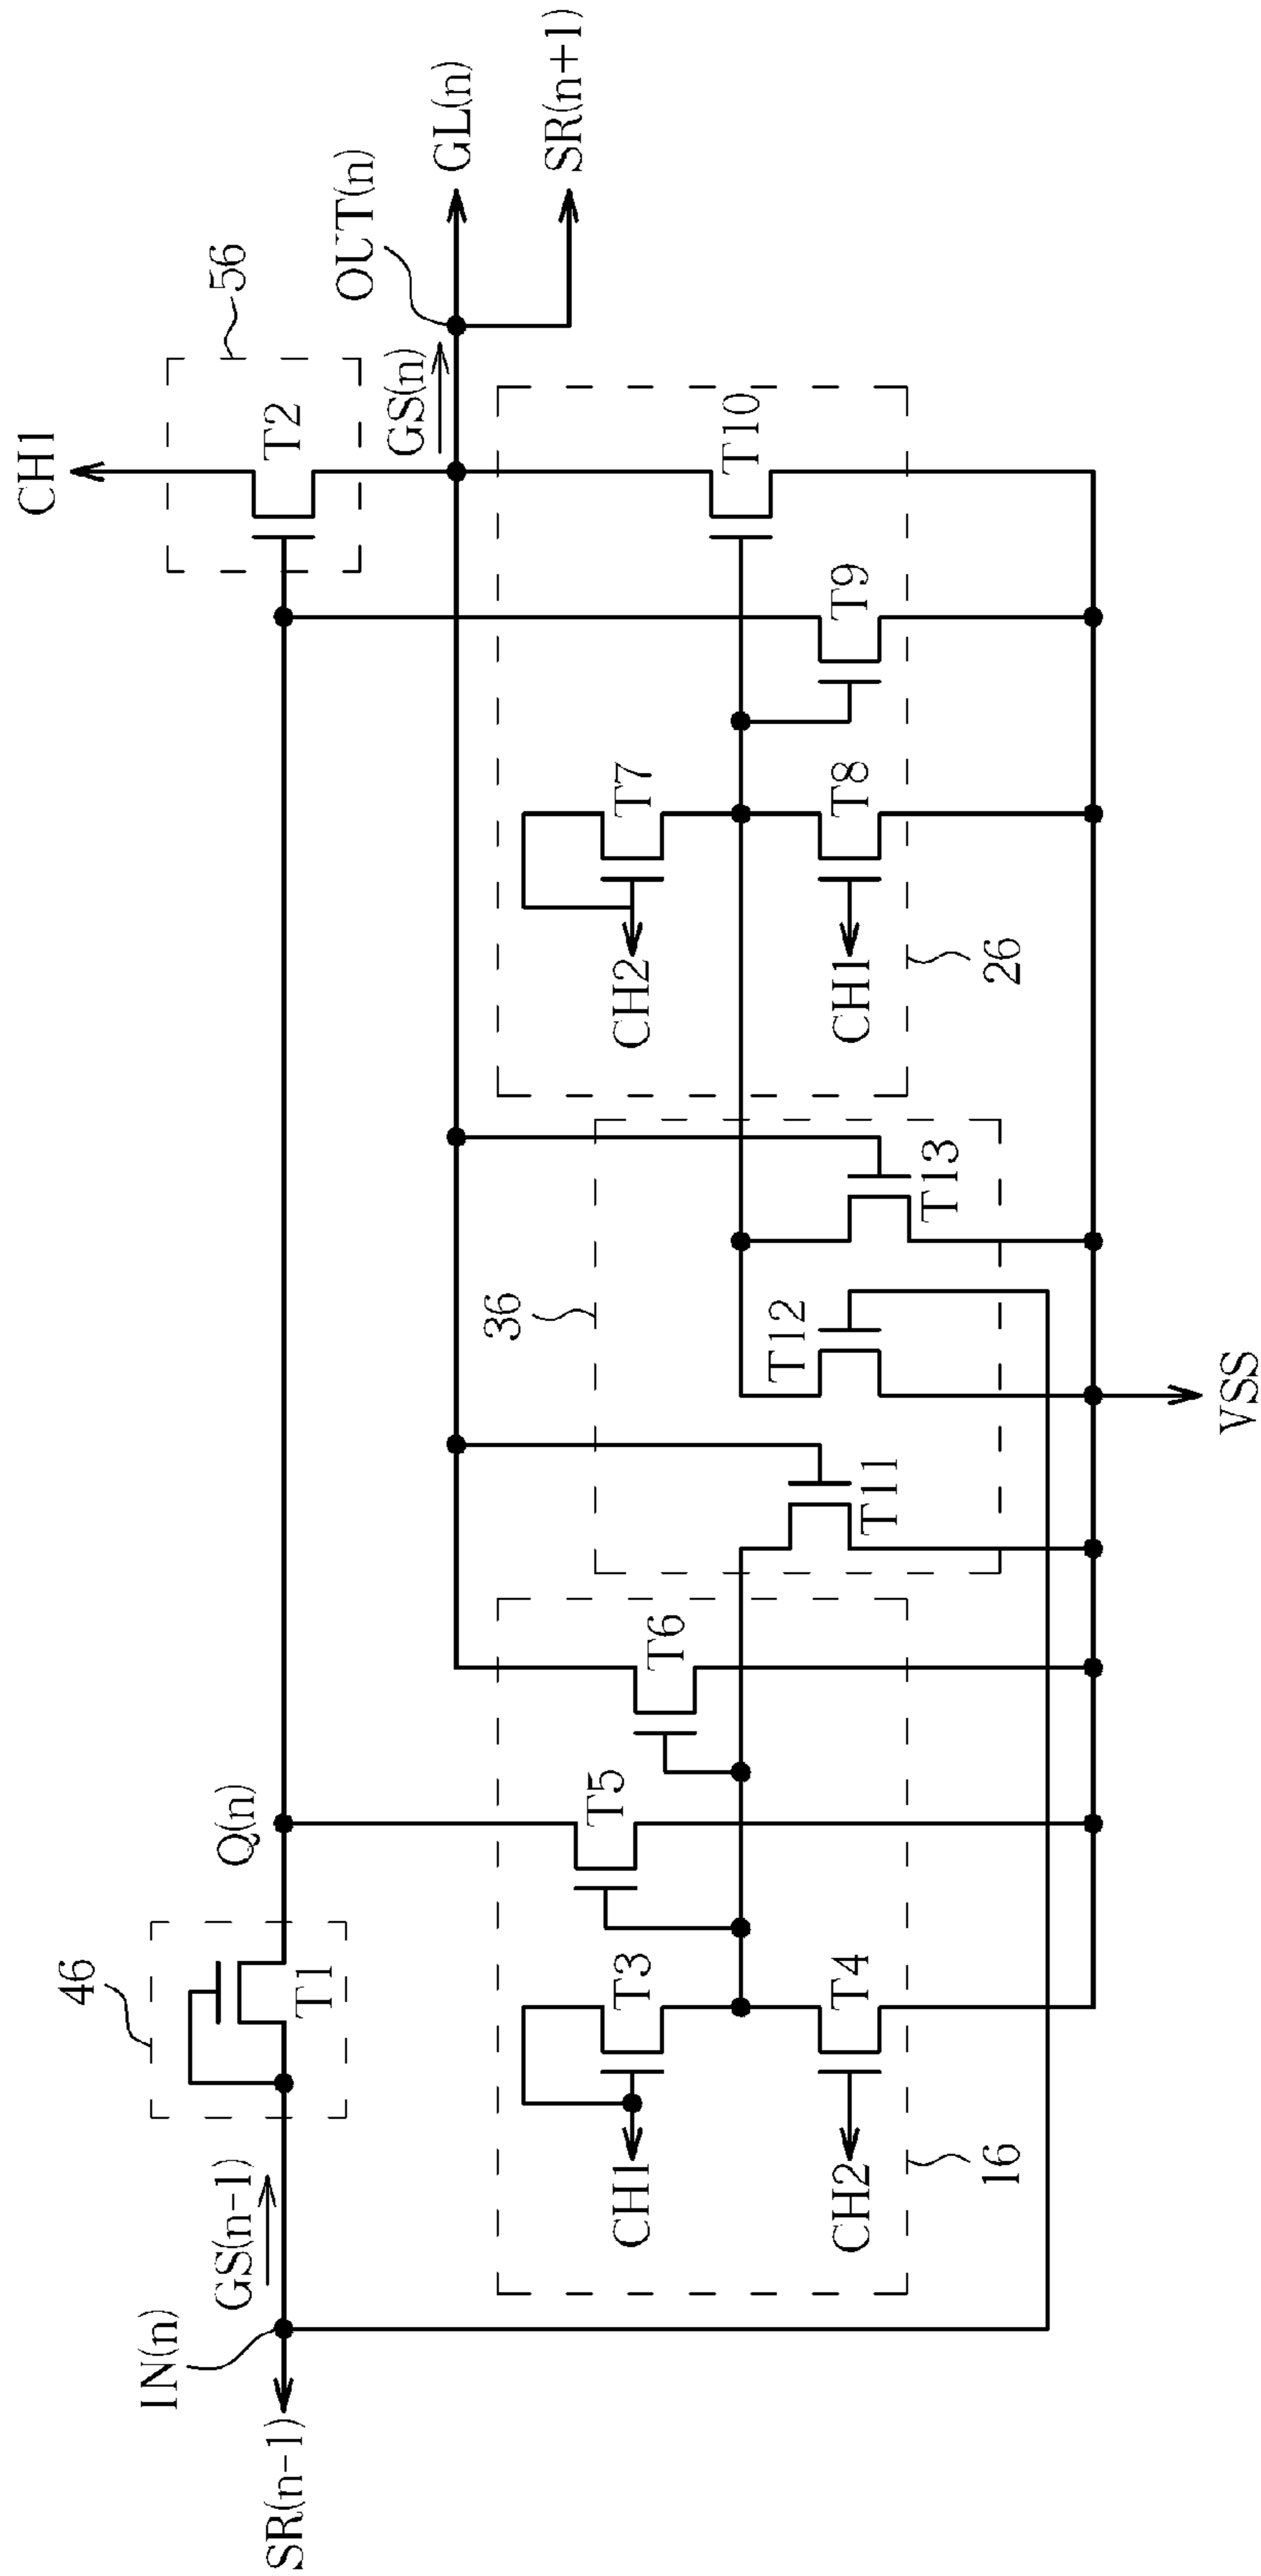 CH1
56
T2
OUT(n)
GL(n)
SR(n+1)
GS(n)
T10
T9
T7
T8
CH2
CH1
26
T13
36
T12
T11
VSS
T6
Q(n)
T5
46
T1
T3
T4
CH1
CH2
16
GS(n-1)
IN(n)
SR(n-1)